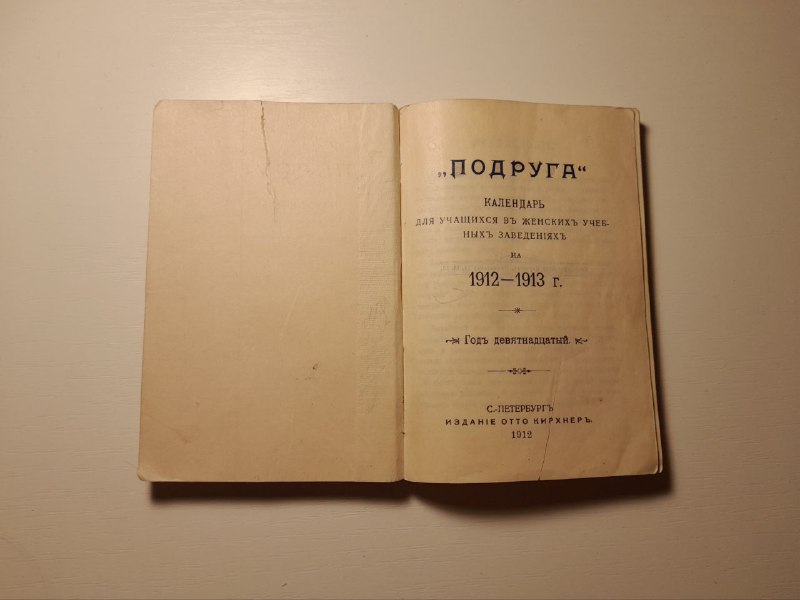 „ПОДРУГА“
КАЛЕНДАРЬ
ДЛЯ УЧАЩИХСЯ ВЪ ЖЕНСКИХЪ УЧЕБ-
НЫХЪ ЗАВЕДЕНІЯХЪ
НА
1912—1913 г.
Годъ девятнадцатый.
С.-ПЕТЕРБУРГЪ
ИЗДАНІЕ ОТТО КИРХНЕРЪ.
1912